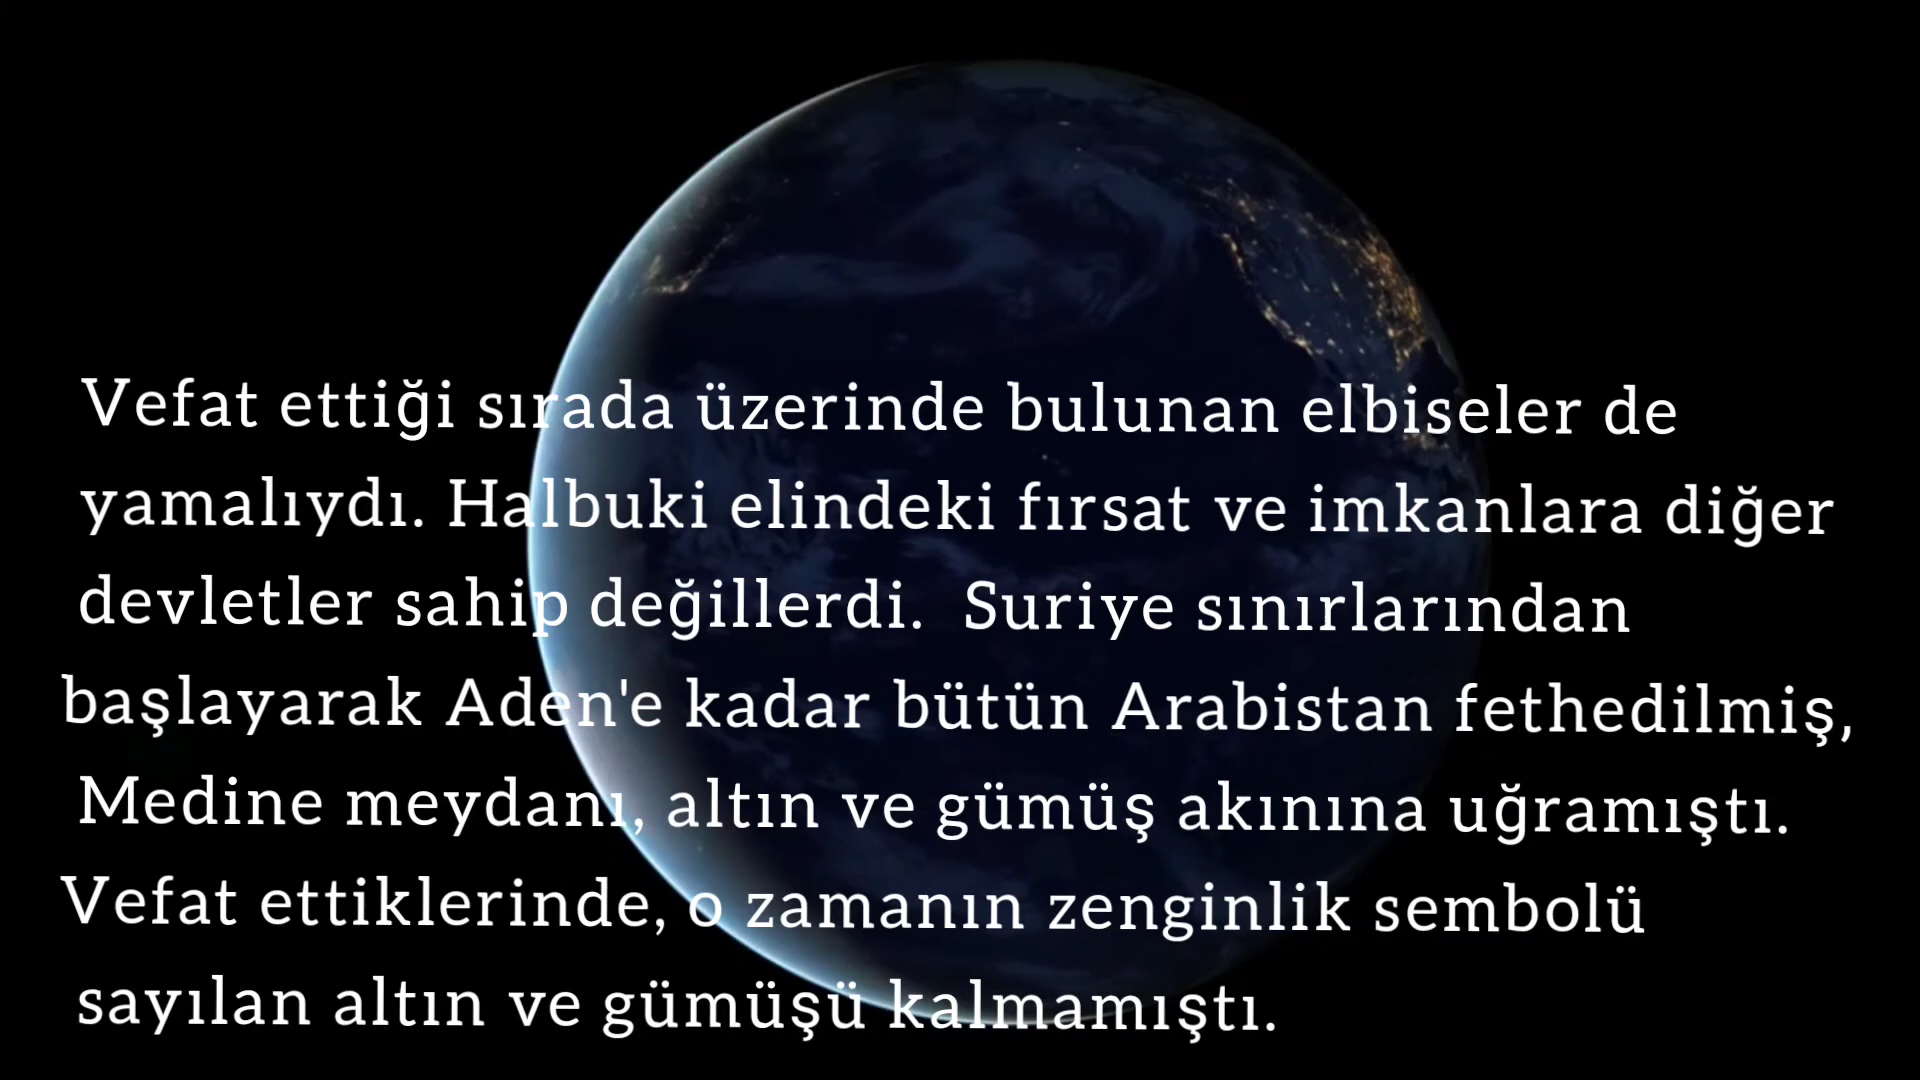 Vefat ettiği sırada üzerinde bulunan elbiseler de
yamalıydı. Halbuki elindeki fırsat ve imkanlara diğer
devletler sahip değillerdi. Suriye sınırlarından
başlayarak Aden'e kadar bütün Arabistan fethedilmiş,
Medine meydanı, altın ve gümüş akınına uğramıştı.
Vefat ettiklerinde, o zamanın zenginlik sembolü
sayılan altın ve gümüşü kalmamıştı.